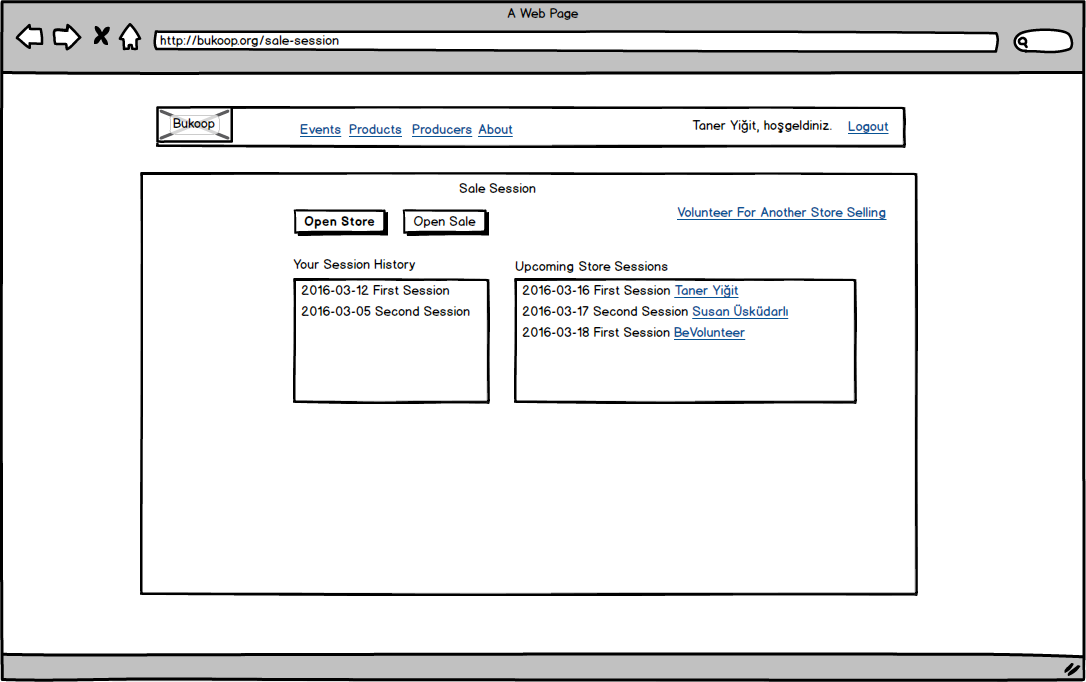 A Web Page
http://bukoop.org/sale-session
Bukoop
Events Products Producers About
Taner Yiğit, hoşgeldiniz. Logout
Sale Session
Open Store Open Sale
Volunteer For Another Store Selling
Your Session History
2016-03-12 First Session
2016-03-05 Second Session
Upcoming Store Sessions
2016-03-16 First Session Taner Yiğit
2016-03-17 Second Session Susan Üsküdarlı
2016-03-18 First Session BeVolunteer